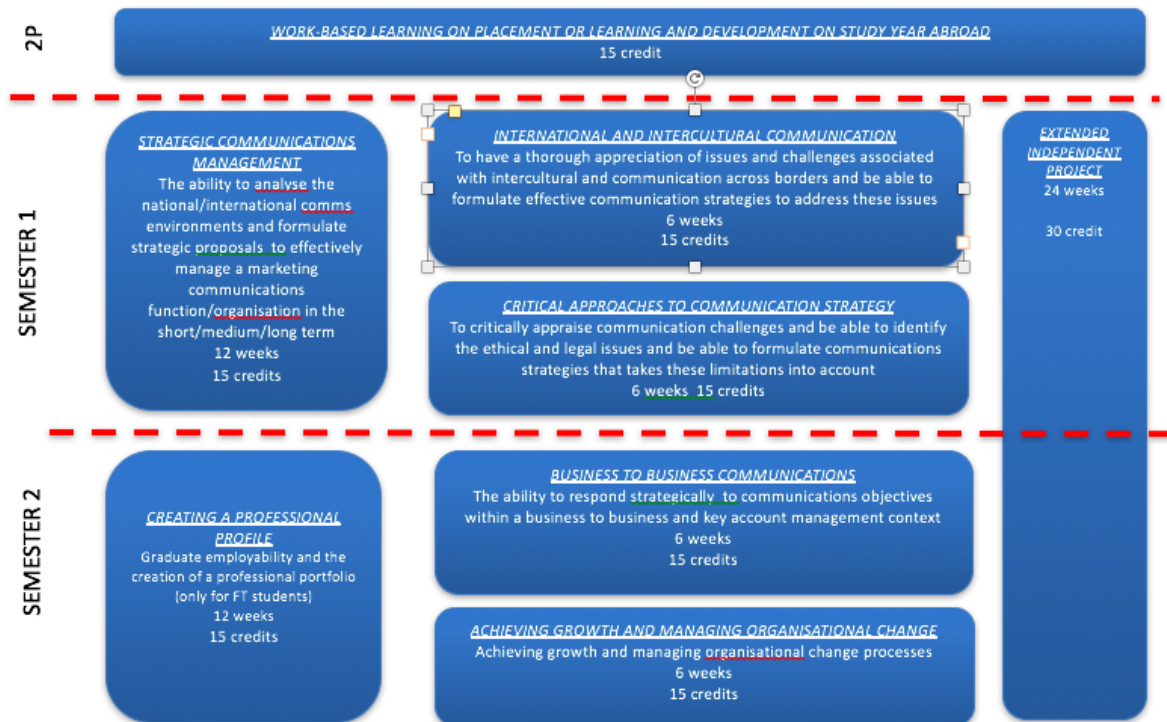 2P
WORK-BASED LEARNING ON PLACEMENT OR LEARNING AND DEVELOPMENT ON STUDY YEAR ABROAD
15 credit
SEMESTER 1
STRATEGIC COMMUNICATIONS
MANAGEMENT
The ability to analyse the
national/international comms
environments and formulate
strategic proposals to effectively
manage a marketing
communications
function/organisation in the
short/medium/long term
12 weeks
15 credits
INTERNATIONAL AND INTERCULTURAL COMMUNICATION
To have a thorough appreciation of issues and challenges associated
with intercultural and communication across borders and be able to
formulate effective communication strategies to address these issues
6 weeks
15 credits
CRITICAL APPROACHES TO COMMUNICATION STRATEGY
To critically appraise communication challenges and be able to identify
the ethical and legal issues and be able to formulate communications
strategies that takes these limitations into account
6 weeks 15 credits
EXTENDED
INDEPENDENT
PROJECT
24 weeks
30 credit
SEMESTER 2
CREATING A PROFESSIONAL
PROFILE
Graduate employability and the
creation of a professional portfolio
(only for FT students)
12 weeks
15 credits
BUSINESS TO BUSINESS COMMUNICATIONS
The ability to respond strategically to communications objectives
within a business to business and key account management context
6 weeks
15 credits
ACHIEVING GROWTH AND MANAGING ORGANISATIONAL CHANGE
Achieving growth and managing organisational change processes
6 weeks
15 credits